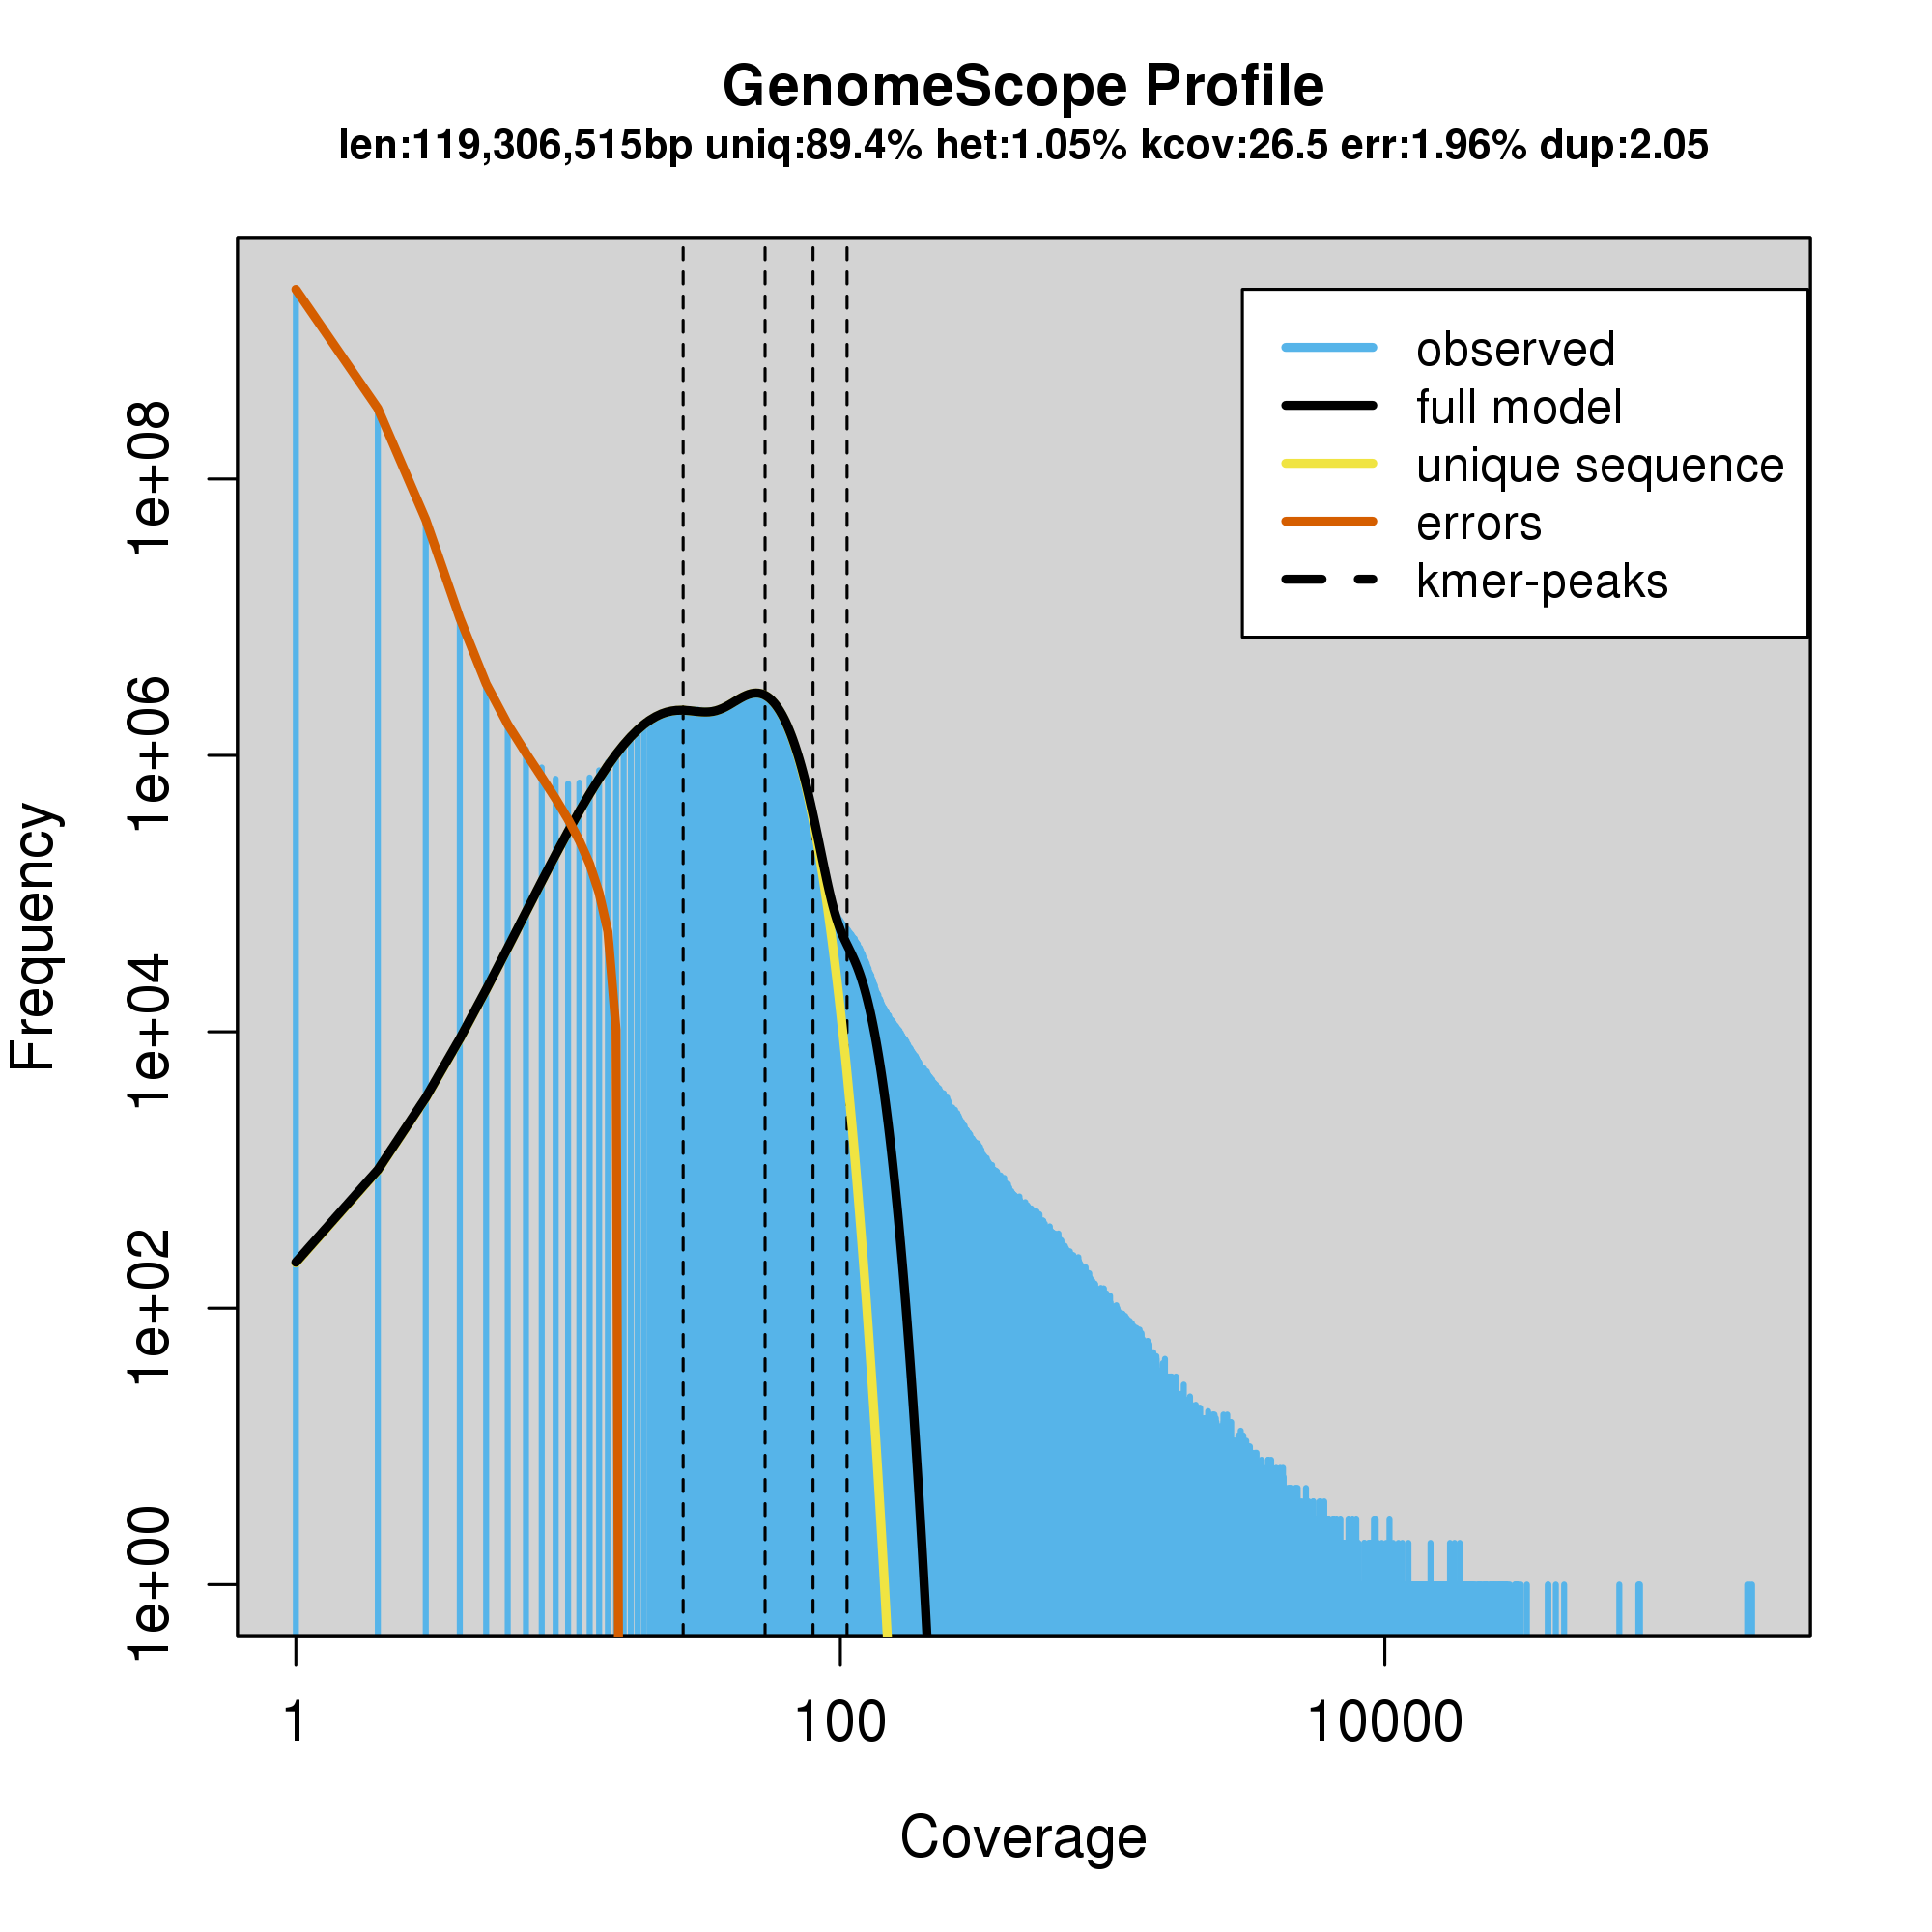 GenomeScope Profile
len:119,306,515bp uniq:89.4% het:1.05% kcov:26.5 err:1.96% dup:2.05
observed
full model
unique sequence
errors
kmer-peaks
Frequency
1e+08
1e+06
1e+04
1e+02
1e+00
1
100
10000
Coverage